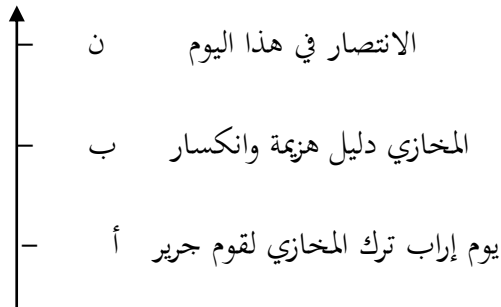 الانتصار في هذا اليوم ن
المخازي دليل هزيمة وانكسار ب
يوم إراب ترك المخازي لقوم جرير أ